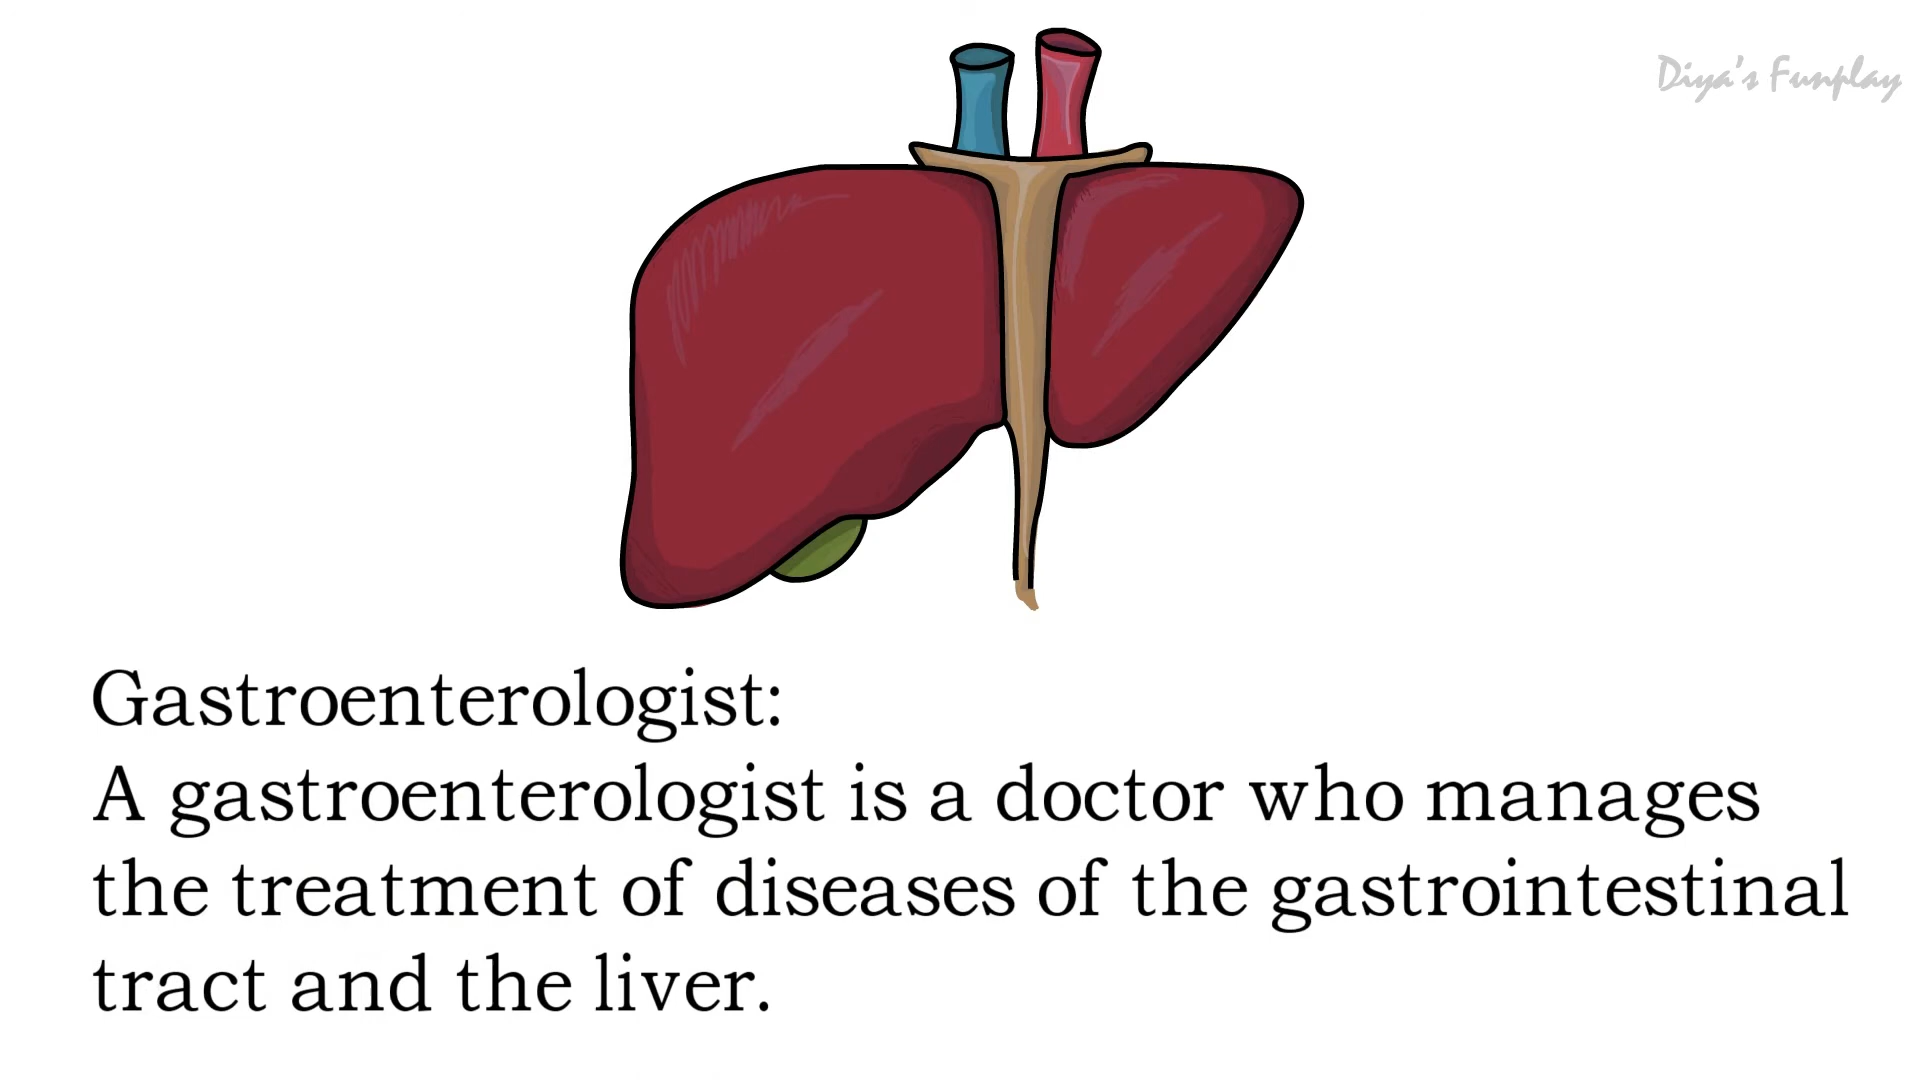 Diya's Funplay
Gastroenterologist:
A gastroenterologist is a doctor who manages
the treatment of diseases of the gastrointestinal
tract and the liver.